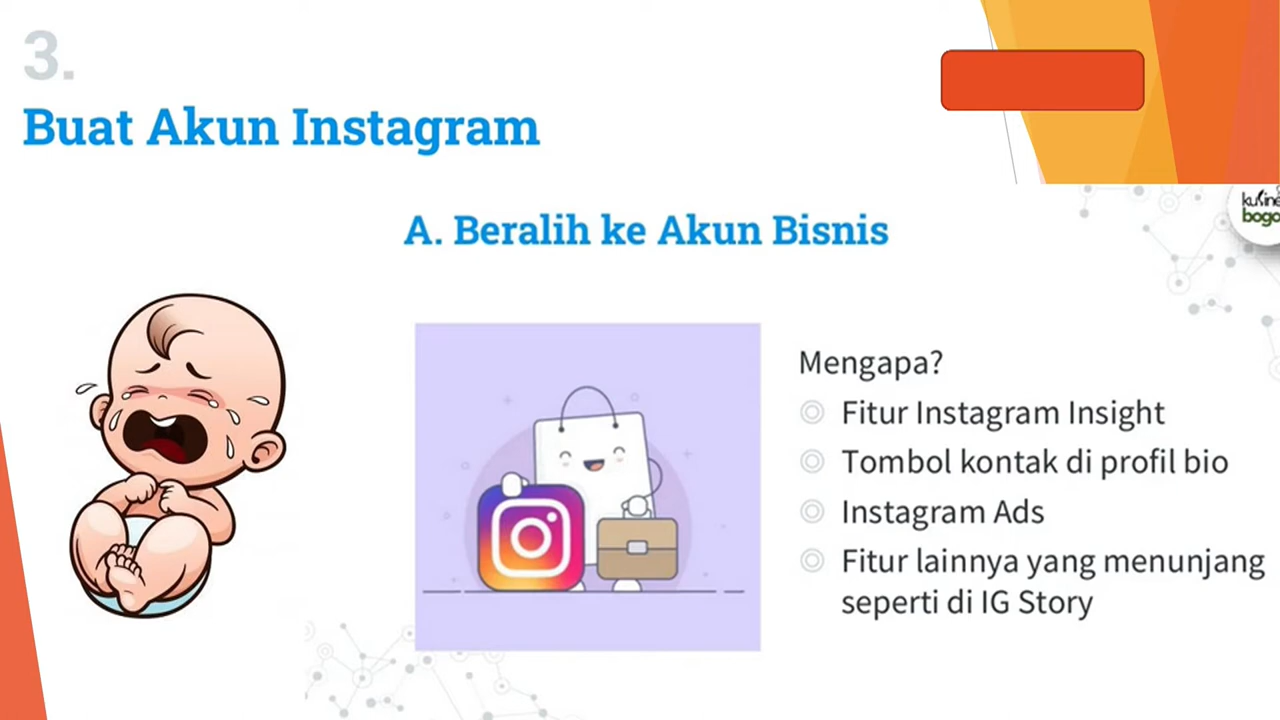 3.
Buat Akun Instagram
A. Beralih ke Akun Bisnis
Mengapa?
Fitur Instagram Insight
Tombol kontak di profil bio
Instagram Ads
Fitur lainnya yang menunjang
seperti di IG Story